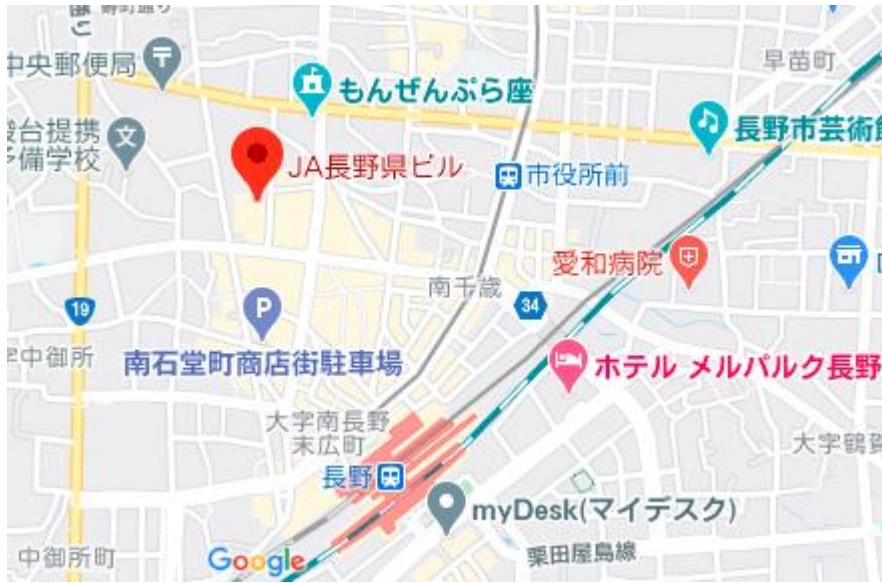 中央郵便局
早苗町
もんぜんぷら座
台提携
備学校
長野市芸術館
JA長野県ビル
市役所前
愛和病院
南千歳
34
19
P
中御所
南石堂町商店街駐車場
ホテル メルパルク長野
大字南長野
末広町
大字鶴賀
長野
myDesk(マイデスク)
中御所町
Google
栗田屋島線